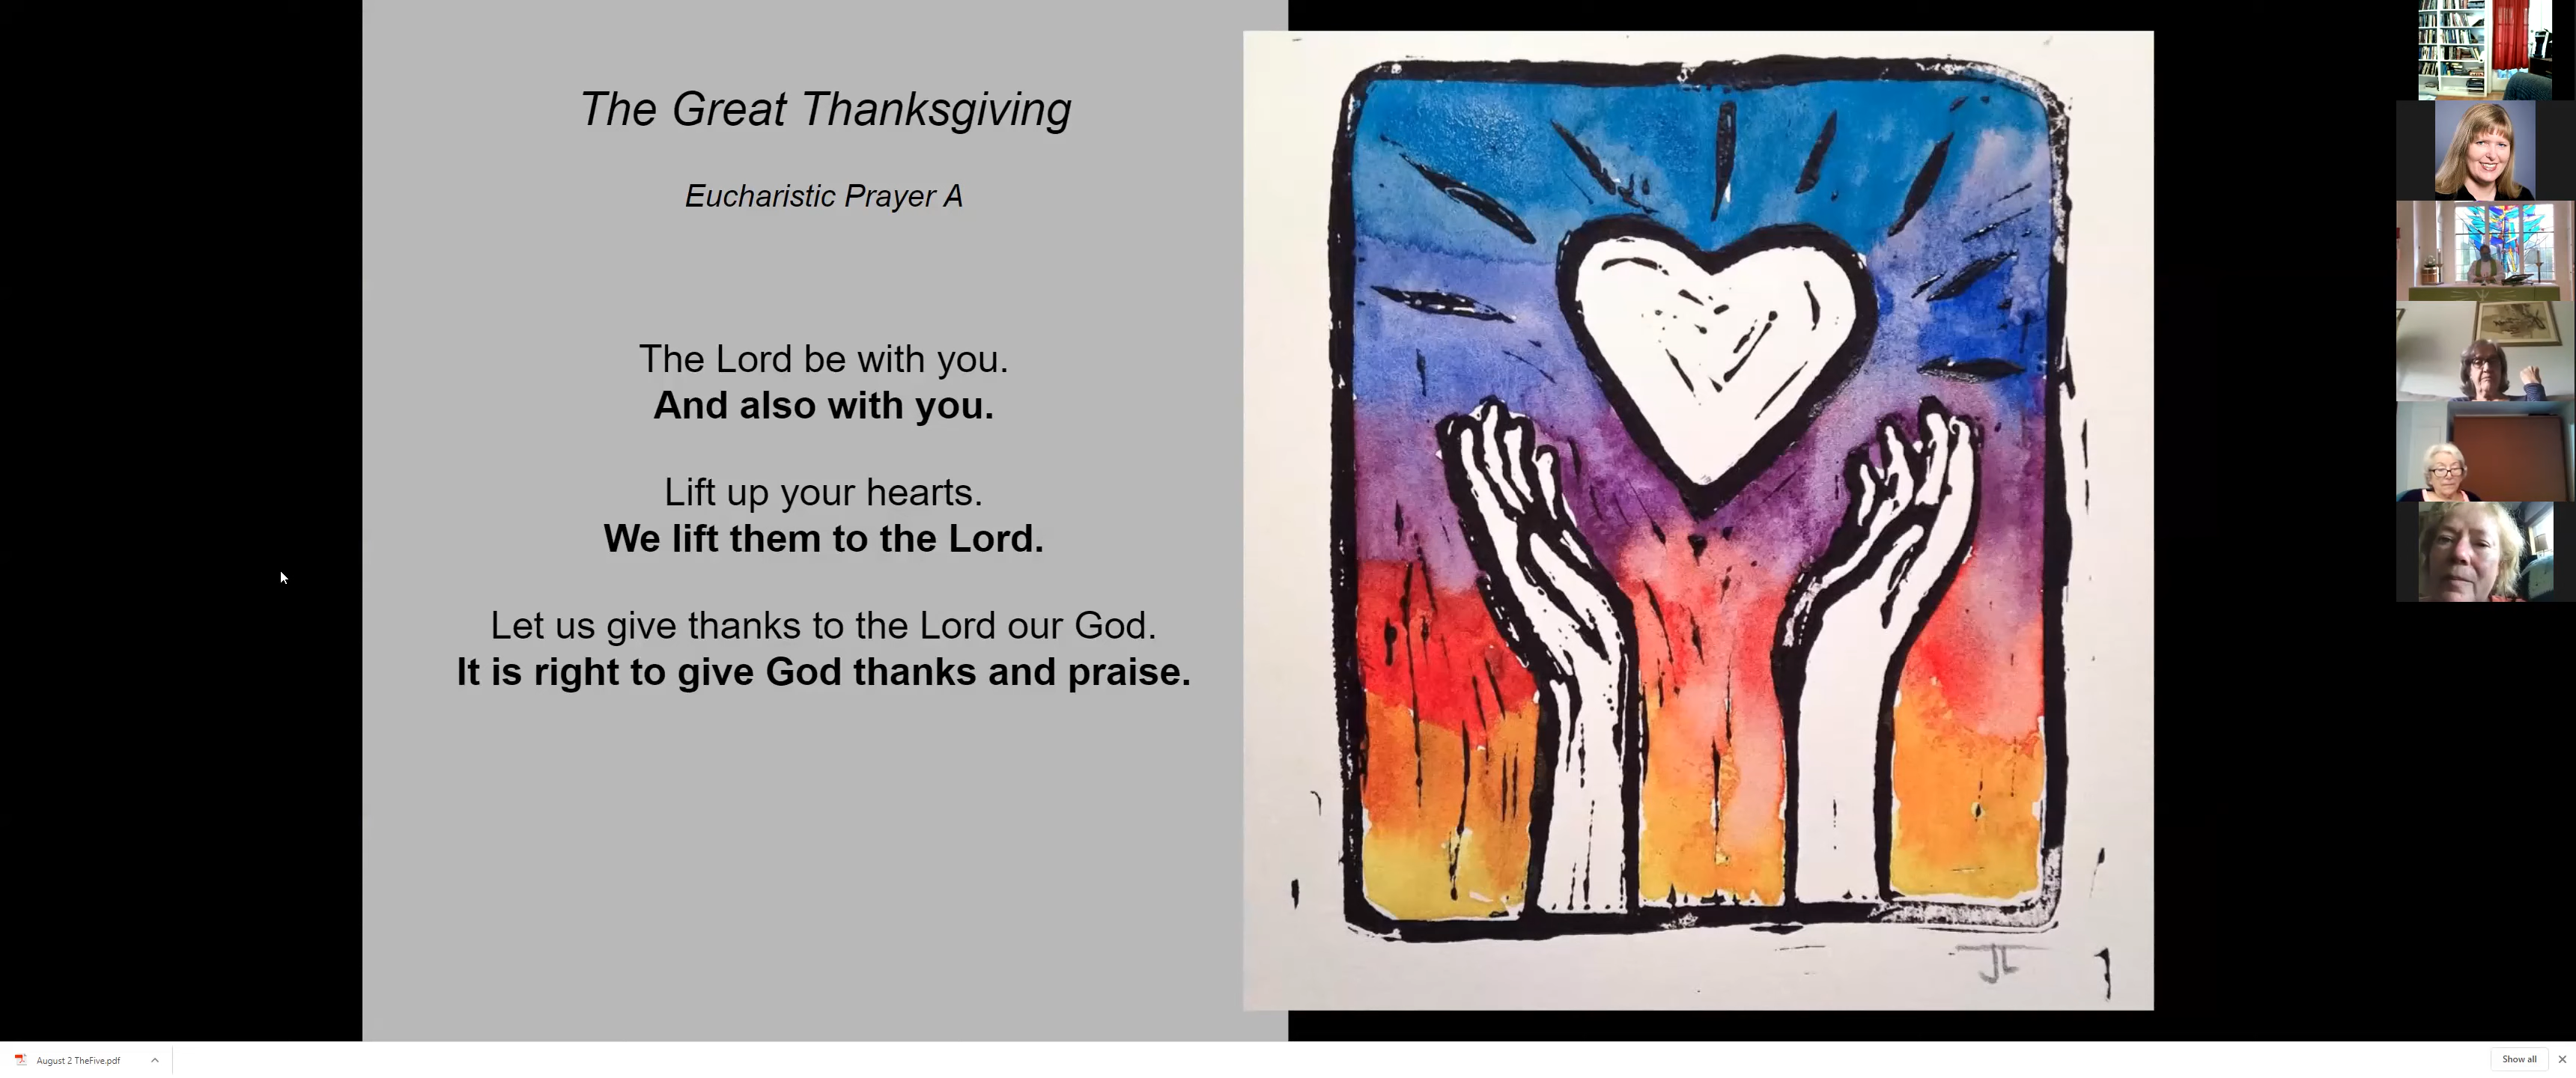 The Great Thanksgiving
Eucharistic Prayer A
The Lord be with you.
And also with you.
Lift up your hearts.
We lift them to the Lord.
Let us give thanks to the Lord our God.
It is right to give God thanks and praise.
JL
August 2 TheFive.pdf
Show all